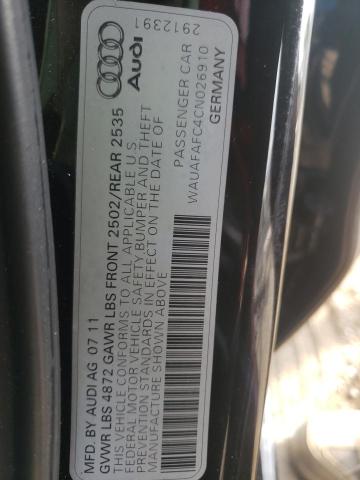 MFD. BY AUDI AG 07 11
GVWR LBS 4872 GAWR LBS FRONT 2502/REAR 2535
THIS VEHICLE CONFORMS TO ALL APPLICABLE U S
FEDERAL MOTOR VEHICLE SAFETY,BUMPER AND THEFT
PREVENTION STANDARDS IN EFFECT ON THE DATE OF
MANUFACTURE SHOWN ABOVE
PASSENGER CAR
WAUAFAFC4CN026910
GERMANY
Audi
2912391